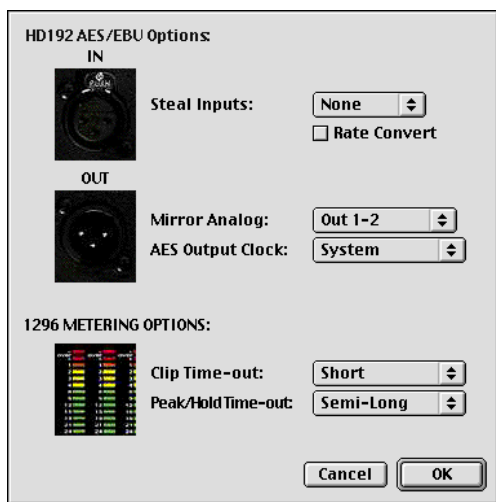 HD192 AES/EBU Options:
IN
PUSH
Steal Inputs: None
Rate Convert
OUT
Mirror Analog: Out 1-2
AES Output Clock: System
1296 METERING OPTIONS:
Clip Time-out: Short
Peak/Hold Time-out: Semi-Long
Cancel OK